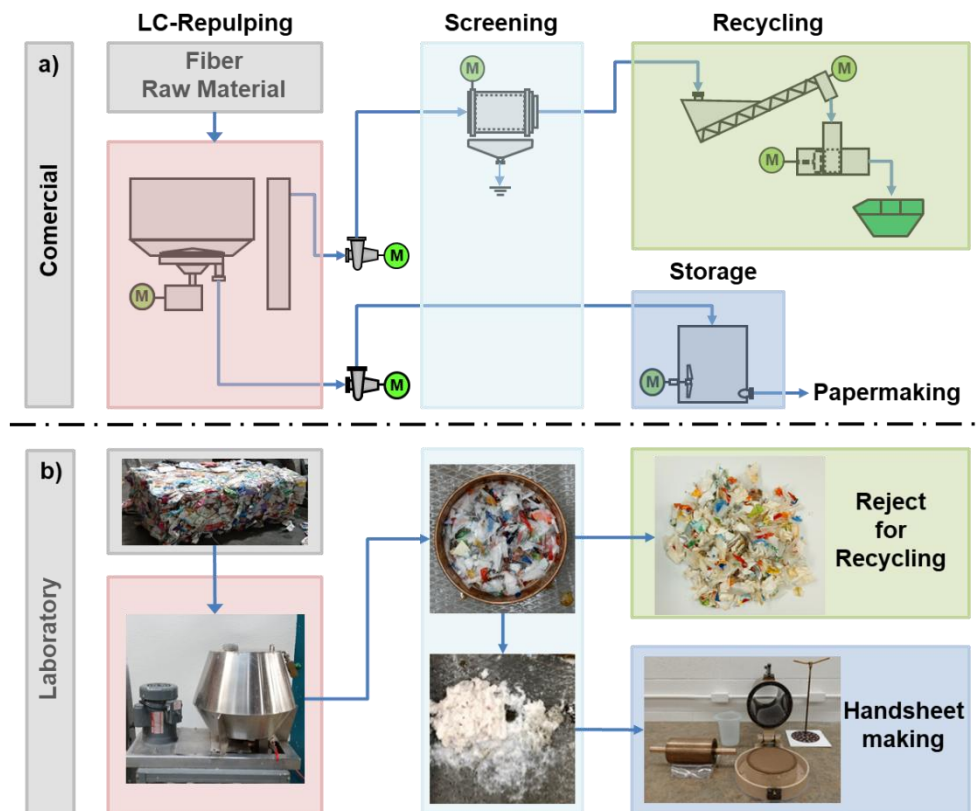 LC-Repulping
Screening
Recycling
a)
Fiber
Raw Material
M
M
M
Comercial
M
M
M
Storage
M
M
Papermaking
b)
Laboratory
Reject
for
Recycling
Handsheet
making